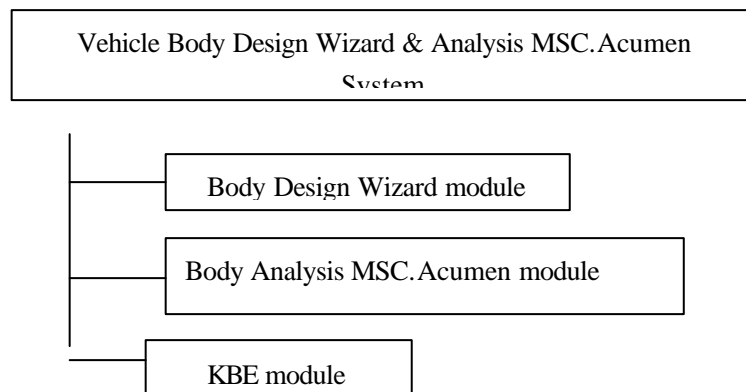 Vehicle Body Design Wizard & Analysis MSC.Acumen
System
Body Design Wizard module
Body Analysis MSC.Acumen module
KBE module